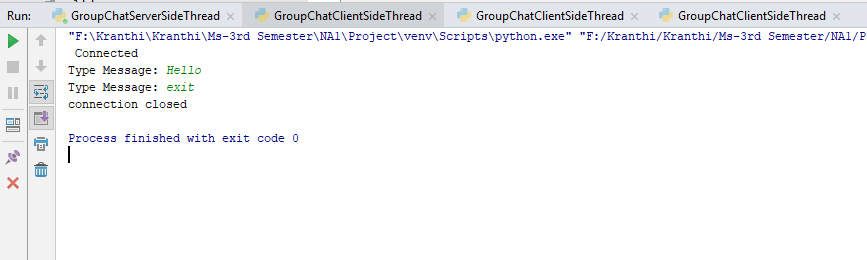 Run: GroupChatServerSideThread GroupChatClientSideThread GroupChatClientSideThread GroupChatClientSideThread
"F:\Kranthi\Kranthi\Ms-3rd Semester\NA1\Project\venv\Scripts\python.exe" "F:/Kranthi/Kranthi/Ms-3rd Semester/NA1/P
Connected
Type Message: Hello
Type Message: exit
connection closed
Process finished with exit code 0